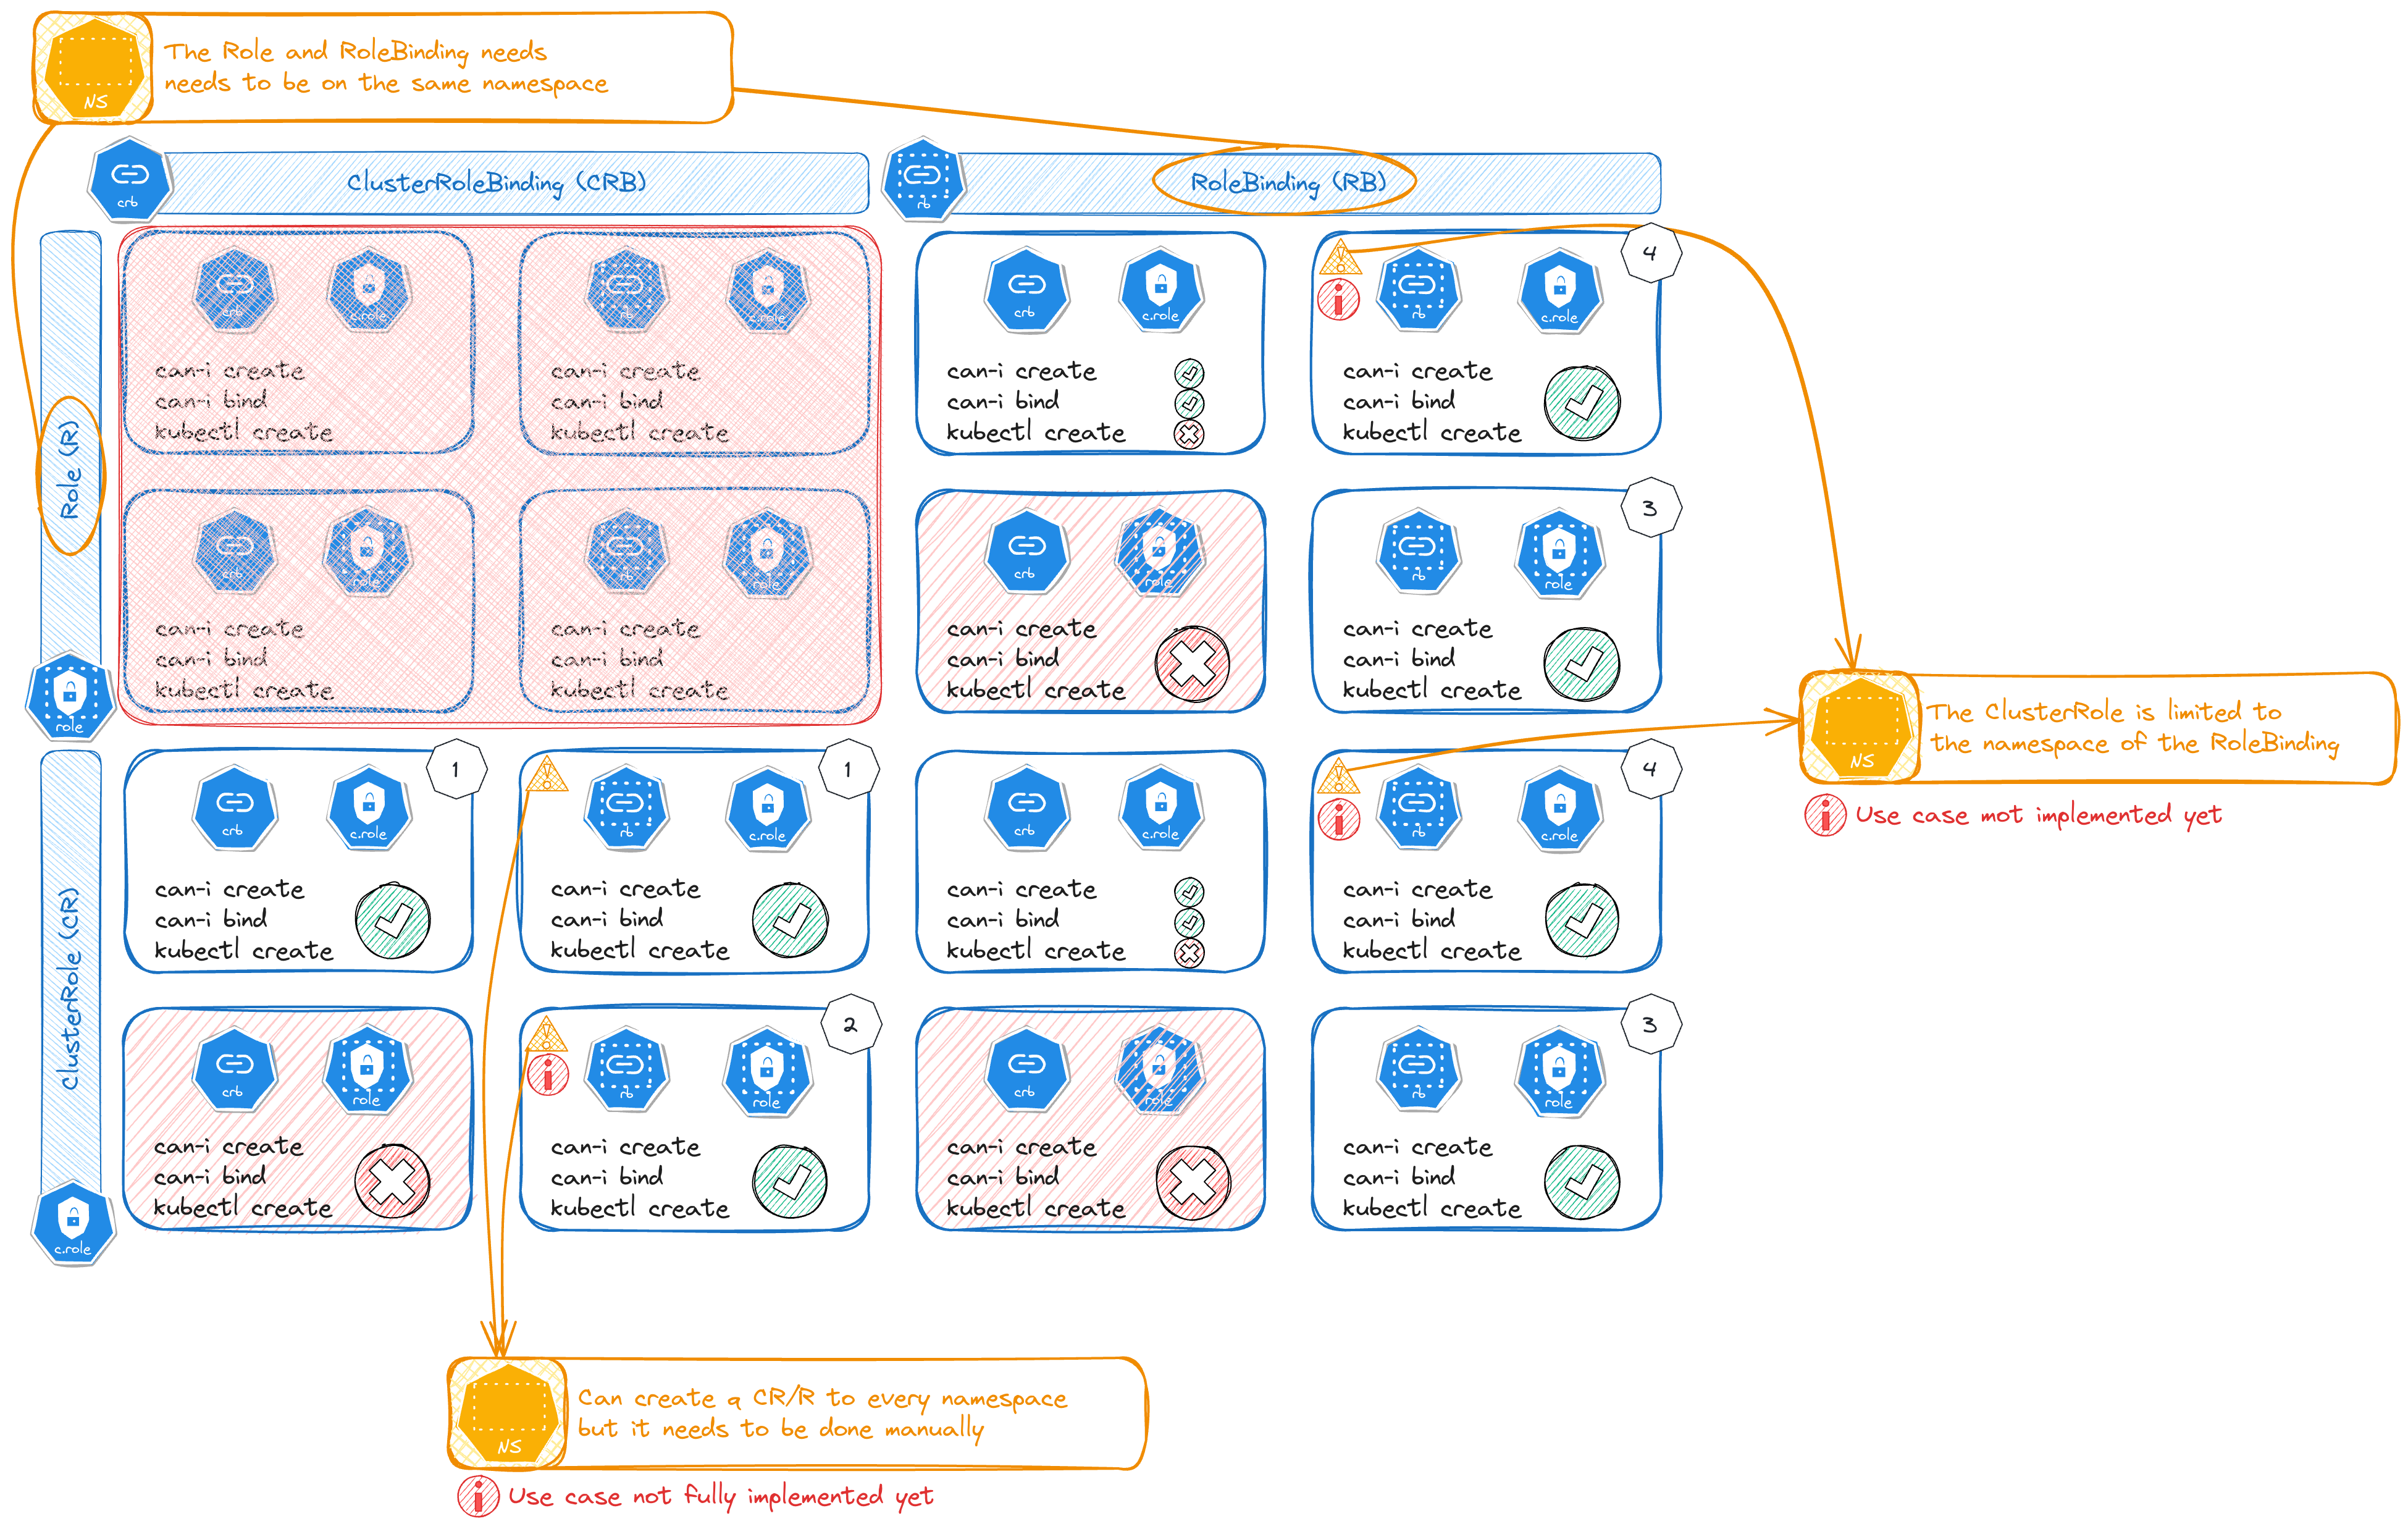 The Role and RoleBinding needs
needs to be on the same namespace
NS
crb
ClusterRoleBinding (CRB)
rb
RoleBinding (RB)
Role (R)
role
crb
c.role
can-i create
can-i bind
kubectl create
rb
c.role
can-i create
can-i bind
kubectl create
crb
c.role
can-i create
can-i bind
kubectl create
4
rb
c.role
can-i create
can-i bind
kubectl create
crb
role
can-i create
can-i bind
kubectl create
rb
role
can-i create
can-i bind
kubectl create
crb
role
can-i create
can-i bind
kubectl create
3
rb
role
can-i create
can-i bind
kubectl create
NS
The ClusterRole is limited to
the namespace of the RoleBinding
Use case mot implemented yet
ClusterRole (CR)
c.role
1
crb
c.role
can-i create
can-i bind
kubectl create
1
rb
c.role
can-i create
can-i bind
kubectl create
crb
c.role
can-i create
can-i bind
kubectl create
4
rb
c.role
can-i create
can-i bind
kubectl create
crb
role
can-i create
can-i bind
kubectl create
2
rb
role
can-i create
can-i bind
kubectl create
crb
role
can-i create
can-i bind
kubectl create
3
rb
role
can-i create
can-i bind
kubectl create
NS
Can create a CR/R to every namespace
but it needs to be done manually
Use case not fully implemented yet